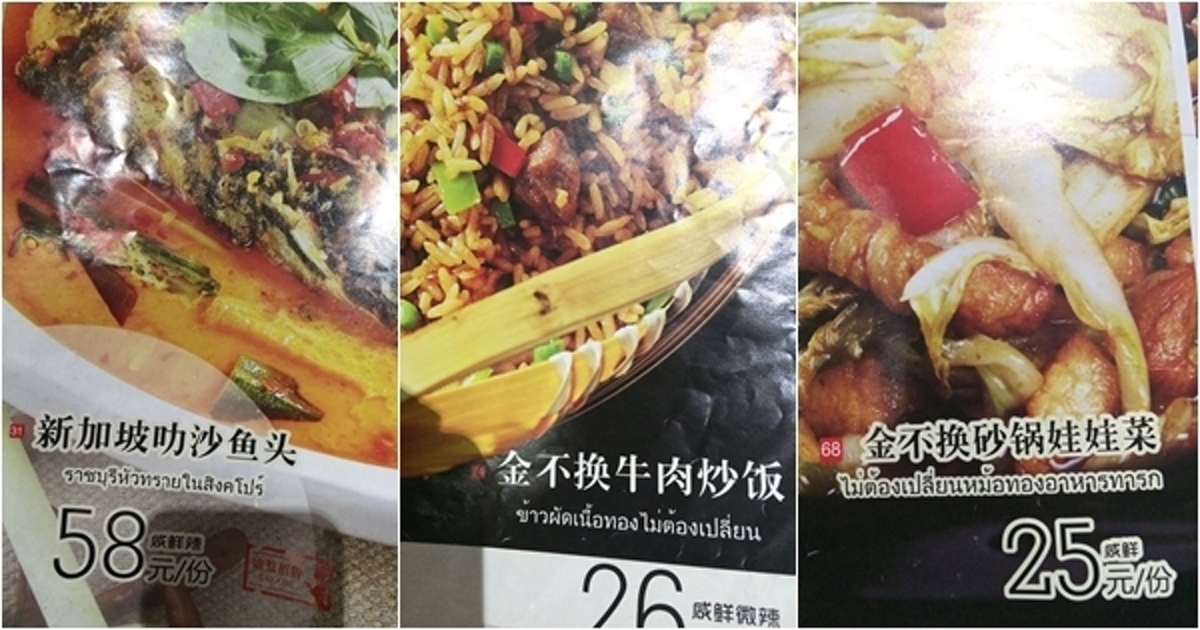 31 新加坡叻沙鱼头
ราชบุรีหัวทรายในสิงคโปร์
58 咸鲜辣
元/份
金不换牛肉炒饭
ข้าวผัดเนื้อทองไม่ต้องเปลี่ยน
26 咸鲜微辣
68 金不换砂锅娃娃菜
ไม่ต้องเปลี่ยนหม้อทองอาหารทารก
25 咸鲜
元/份